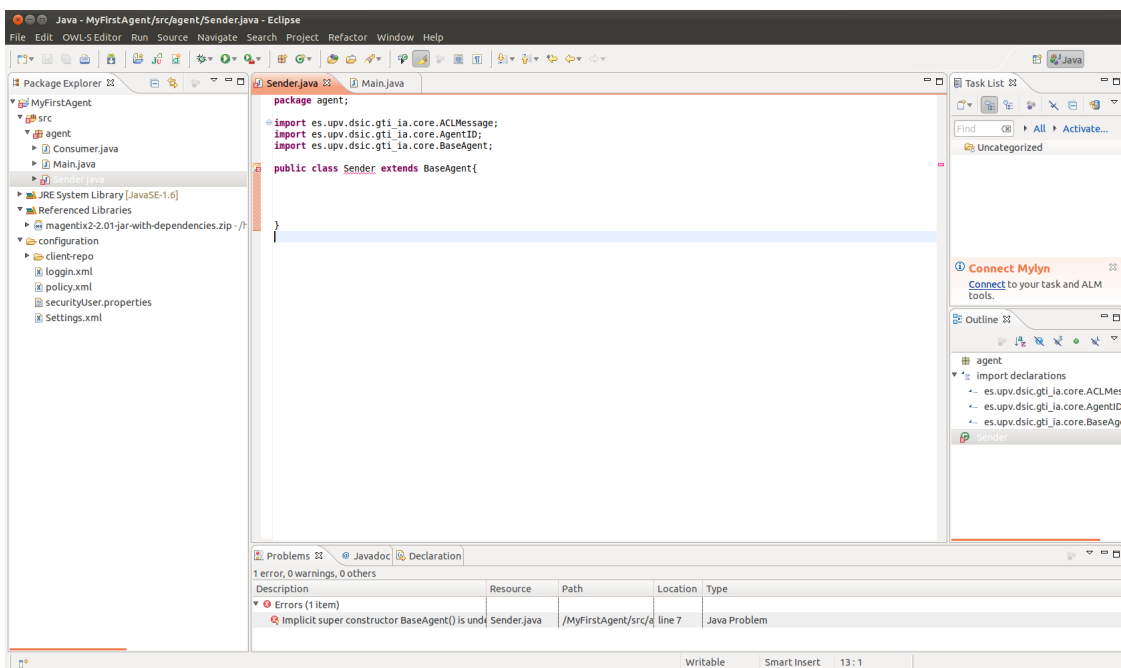 Java - MyFirstAgent/src/agent/Sender.java - Eclipse
File Edit OWL-S Editor Run Source Navigate Search Project Refactor Window Help
Java
Package Explorer
MyFirstAgent
src
agent
Consumer.java
Main.java
Sender.java
JRE System Library [JavaSE-1.6]
Referenced Libraries
magentix2-2.01-jar-with-dependencies.zip - /h
configuration
client-repo
loggin.xml
policy.xml
securityUser.properties
Settings.xml
Sender.java
Main.java
package agent;
import es.upv.dsic.gti_ia.core.ACLMessage;
import es.upv.dsic.gti_ia.core.AgentID;
import es.upv.dsic.gti_ia.core.BaseAgent;
public class Sender extends BaseAgent{
}
Task List
Find All Activate...
Uncategorized
Connect Mylyn
Connect to your task and ALM
tools.
Outline
agent
import declarations
es.upv.dsic.gti_ia.core.ACLMes
es.upv.dsic.gti_ia.core.AgentID
es.upv.dsic.gti_ia.core.BaseAg
Sender
Problems @ Javadoc Declaration
1 error, 0 warnings, 0 others
Description Resource Path Location Type
Errors (1 item)
Implicit super constructor BaseAgent() is unde Sender.java /MyFirstAgent/src/a line 7 Java Problem
Writable Smart Insert 13 : 1